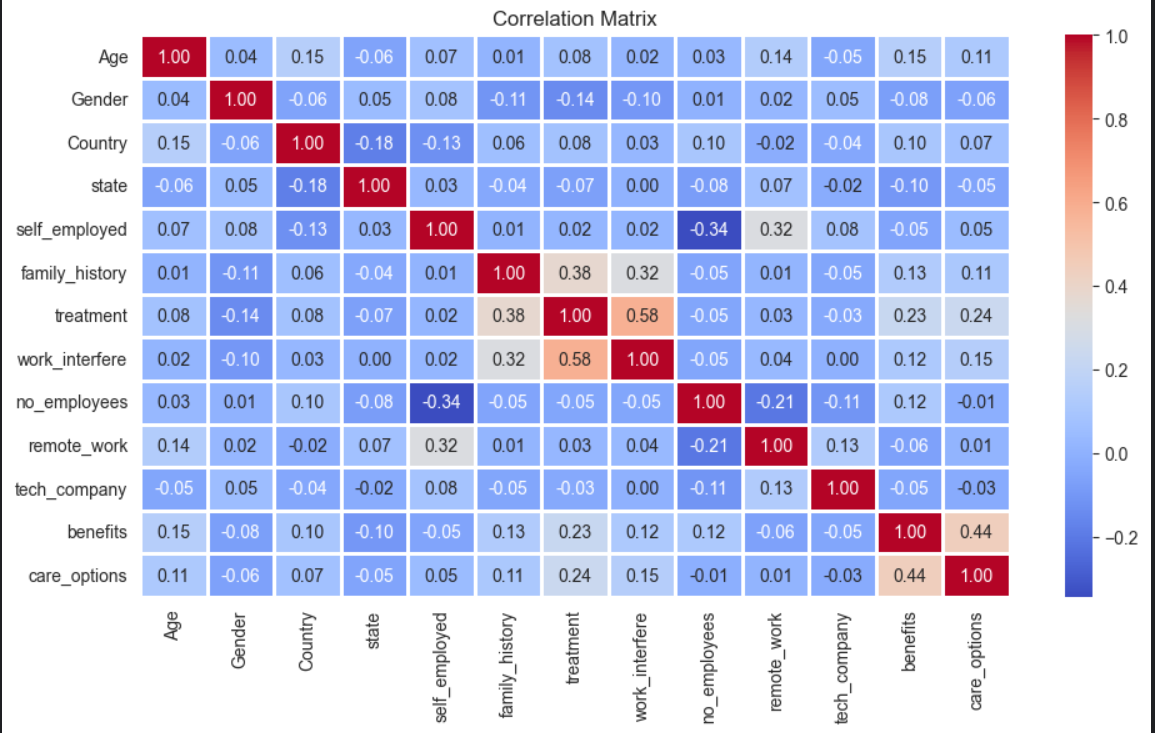 Correlation Matrix
Age 1.00 0.04 0.15 -0.06 0.07 0.01 0.08 0.02 0.03 0.14 -0.05 0.15 0.11
Gender 0.04 1.00 -0.06 0.05 0.08 -0.11 -0.14 -0.10 0.01 0.02 0.05 -0.08 -0.06
Country 0.15 -0.06 1.00 -0.18 -0.13 0.06 0.08 0.03 0.10 -0.02 -0.04 0.10 0.07
state -0.06 0.05 -0.18 1.00 0.03 -0.04 -0.07 0.00 -0.08 0.07 -0.02 -0.10 -0.05
self_employed 0.07 0.08 -0.13 0.03 1.00 0.01 0.02 0.02 -0.34 0.32 0.08 -0.05 0.05
family_history 0.01 -0.11 0.06 -0.04 0.01 1.00 0.38 0.32 -0.05 0.01 -0.05 0.13 0.11
treatment 0.08 -0.14 0.08 -0.07 0.02 0.38 1.00 0.58 -0.05 0.03 -0.03 0.23 0.24
work_interfere 0.02 -0.10 0.03 0.00 0.02 0.32 0.58 1.00 -0.05 0.04 0.00 0.12 0.15
no_employees 0.03 0.01 0.10 -0.08 -0.34 -0.05 -0.05 -0.05 1.00 -0.21 -0.11 0.12 -0.01
remote_work 0.14 0.02 -0.02 0.07 0.32 0.01 0.03 0.04 -0.21 1.00 0.13 -0.06 0.01
tech_company -0.05 0.05 -0.04 -0.02 0.08 -0.05 -0.03 0.00 -0.11 0.13 1.00 -0.05 -0.03
benefits 0.15 -0.08 0.10 -0.10 -0.05 0.13 0.23 0.12 0.12 -0.06 -0.05 1.00 0.44
care_options 0.11 -0.06 0.07 -0.05 0.05 0.11 0.24 0.15 -0.01 0.01 -0.03 0.44 1.00
Age
Gender
Country
state
self_employed
family_history
treatment
work_interfere
no_employees
remote_work
tech_company
benefits
care_options
1.0
0.8
0.6
0.4
0.2
0.0
−0.2